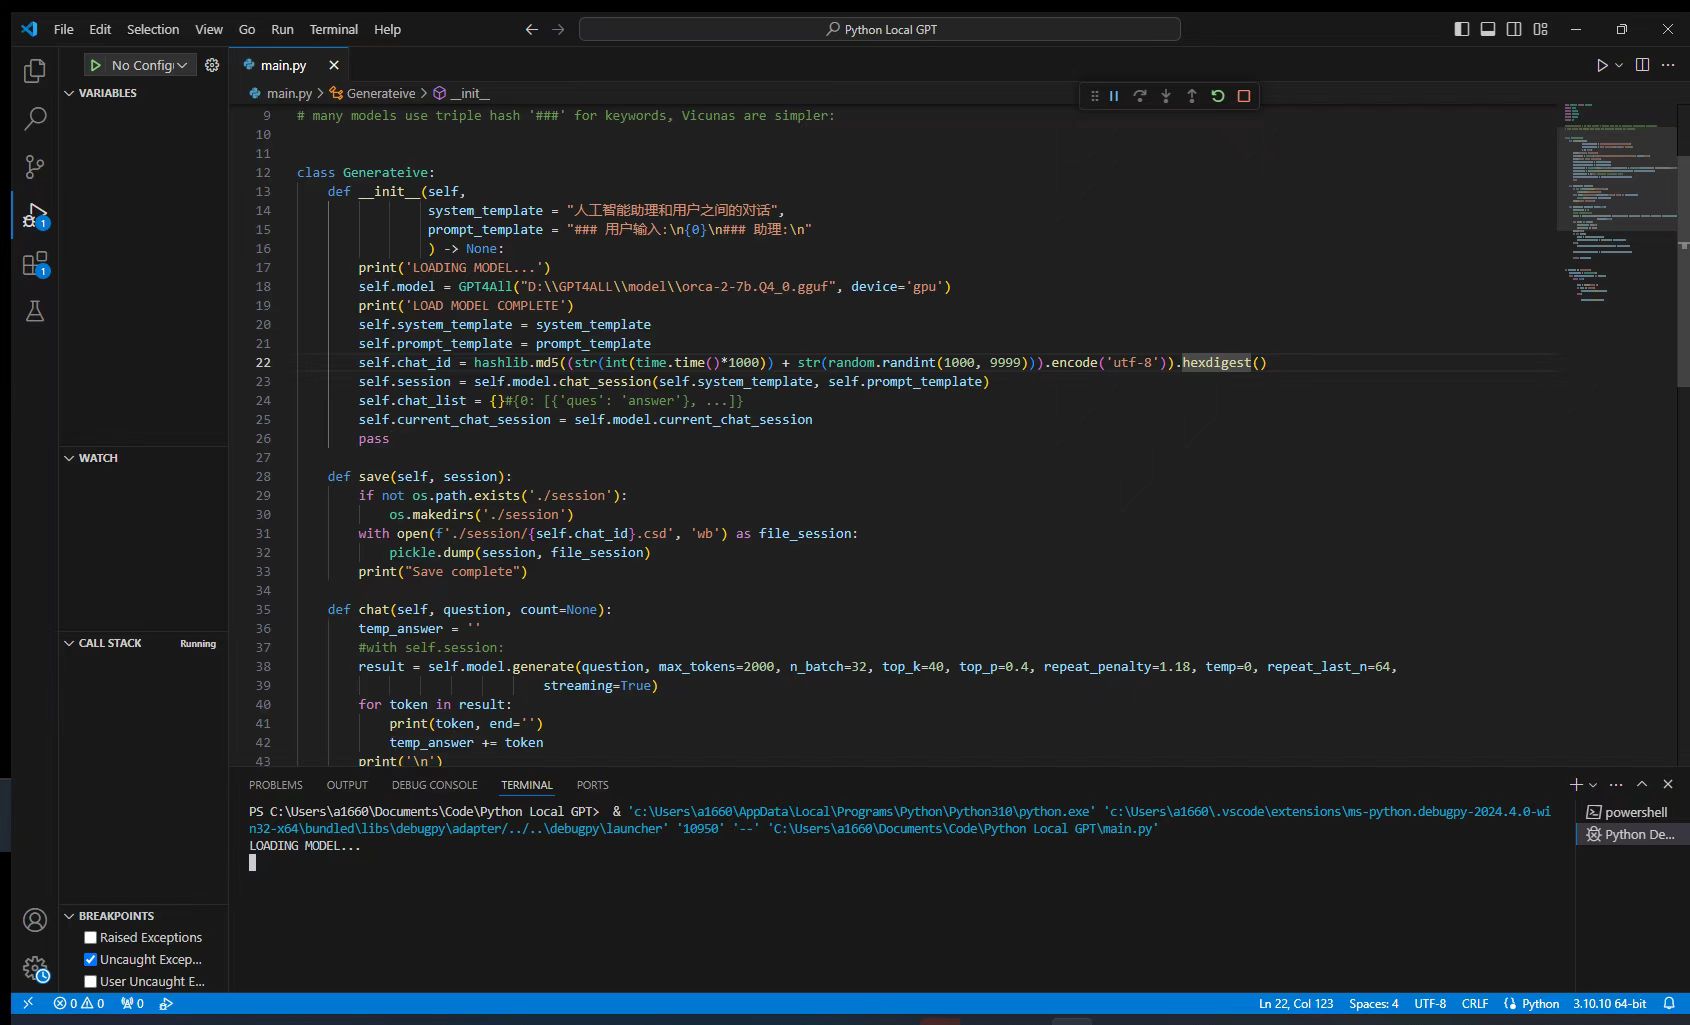 File Edit Selection View Go Run Terminal Help
Python Local GPT
No Config
main.py
main.py > Generateive > __init__
VARIABLES
9 # many models use triple hash '###' for keywords, Vicunas are simpler:
10
11
12 class Generateive:
13 def __init__(self,
14 system_template = "人工智能助理和用户之间的对话",
15 prompt_template = "### 用户输入:\n{0}\n### 助理:\n"
16 ) -> None:
17 print('LOADING MODEL...')
18 self.model = GPT4All("D:\\GPT4ALL\\model\\orca-2-7b.Q4_0.gguf", device='gpu')
19 print('LOAD MODEL COMPLETE')
20 self.system_template = system_template
21 self.prompt_template = prompt_template
22 self.chat_id = hashlib.md5((str(int(time.time()*1000)) + str(random.randint(1000, 9999))).encode('utf-8')).hexdigest()
23 self.session = self.model.chat_session(self.system_template, self.prompt_template)
24 self.chat_list = {}#{0: [{'ques': 'answer'}, ...]}
25 self.current_chat_session = self.model.current_chat_session
26 pass
27
28 def save(self, session):
29 if not os.path.exists('./session'):
30 os.makedirs('./session')
31 with open(f'./session/{self.chat_id}.csd', 'wb') as file_session:
32 pickle.dump(session, file_session)
33 print("Save complete")
34
35 def chat(self, question, count=None):
36 temp_answer = ''
37 #with self.session:
38 result = self.model.generate(question, max_tokens=2000, n_batch=32, top_k=40, top_p=0.4, repeat_penalty=1.18, temp=0, repeat_last_n=64,
39 streaming=True)
40 for token in result:
41 print(token, end='')
42 temp_answer += token
43 print('\n')
WATCH
CALL STACK Running
BREAKPOINTS
Raised Exceptions
Uncaught Excep...
User Uncaught E...
1
1
PROBLEMS OUTPUT DEBUG CONSOLE TERMINAL PORTS
PS C:\Users\a1660\Documents\Code\Python Local GPT> & 'c:\Users\a1660\AppData\Local\Programs\Python\Python310\python.exe' 'c:\Users\a1660\.vscode\extensions\ms-python.debugpy-2024.4.0-wi
n32-x64\bundled\libs\debugpy\adapter/../..\debugpy\launcher' '10950' '--' 'C:\Users\a1660\Documents\Code\Python Local GPT\main.py'
LOADING MODEL...
powershell
Python De...
0 0 0 Ln 22, Col 123 Spaces: 4 UTF-8 CRLF Python 3.10.10 64-bit